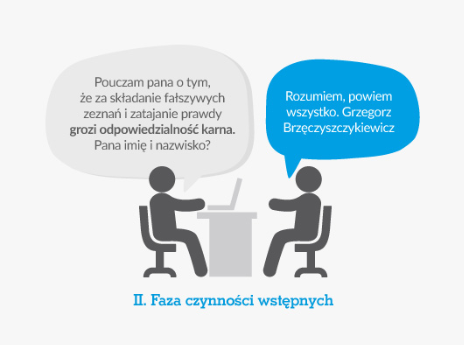 Pouczam pana o tym,
że za składanie fałszywych
zeznań i zatajanie prawdy
grozi odpowiedzialność karna.
Pana imię i nazwisko?
Rozumiem, powiem
wszystko. Grzegorz
Brzęczyszczykiewicz
II. Faza czynności wstępnych